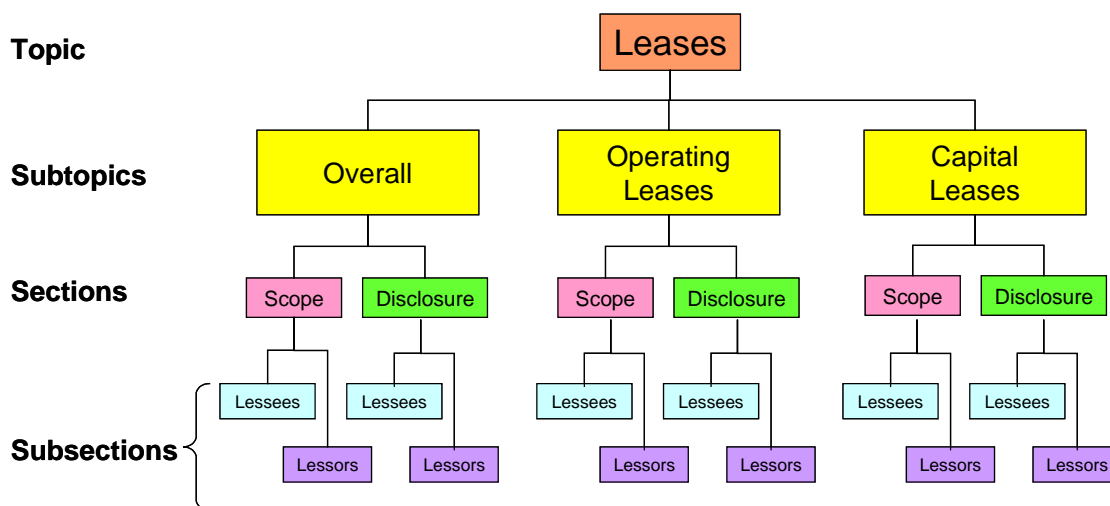 Topic
Leases
Subtopics
Overall
Operating
Leases
Capital
Leases
Sections
Scope
Disclosure
Scope
Disclosure
Scope
Disclosure
Lessees
Lessees
Lessees
Lessees
Lessees
Lessees
Subsections
Lessors
Lessors
Lessors
Lessors
Lessors
Lessors